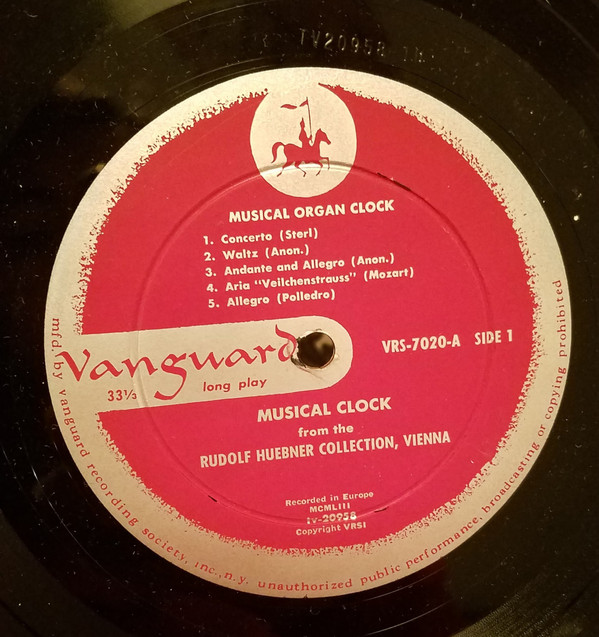 TV20958
MUSICAL ORGAN CLOCK
1. Concerto (Sterl)
2. Waltz (Anon.)
3. Andante and Allegro (Anon.)
4. Aria "Veilchenstrauss" (Mozart)
5. Allegro (Polledro)
Vanguard
33⅓ long play
VRS-7020-A SIDE 1
MUSICAL CLOCK
from the
RUDOLF HUEBNER COLLECTION, VIENNA
Recorded in Europe
MCMLIII
TV-20958
Copyright VRSI
mfd. by vanguard recording society, inc., n.y. unauthorized public performance, broadcasting or copying prohibited